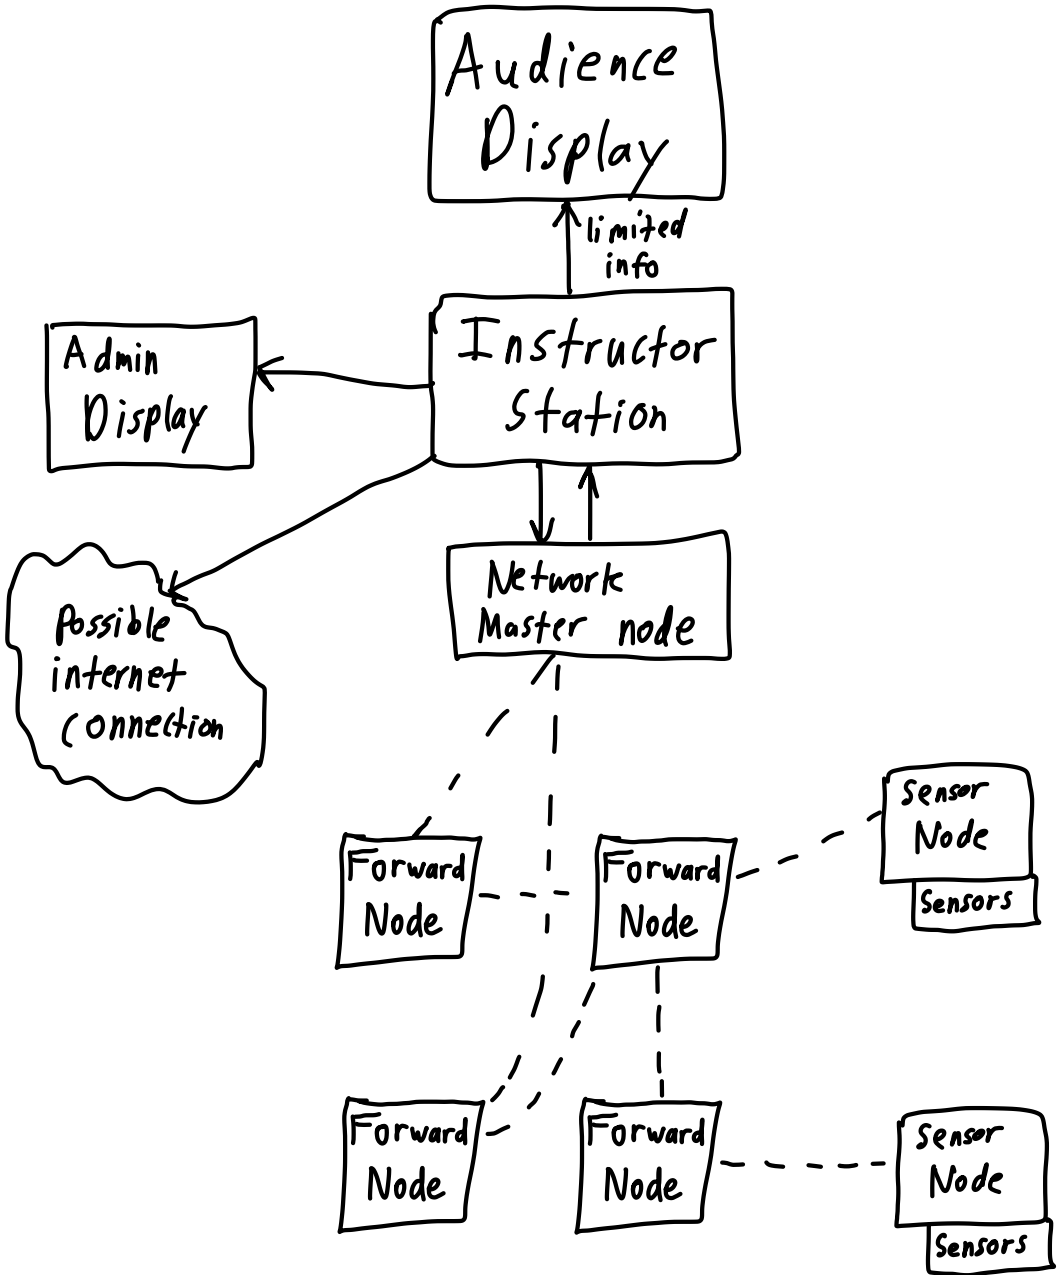 Audience
Display
limited
info
Instructor
Station
Admin
Display
Network
Master node
Possible
internet
connection
Sensor
Node
Sensors
Forward
Node
Forward
Node
Forward
Node
Forward
Node
Sensor
Node
Sensors